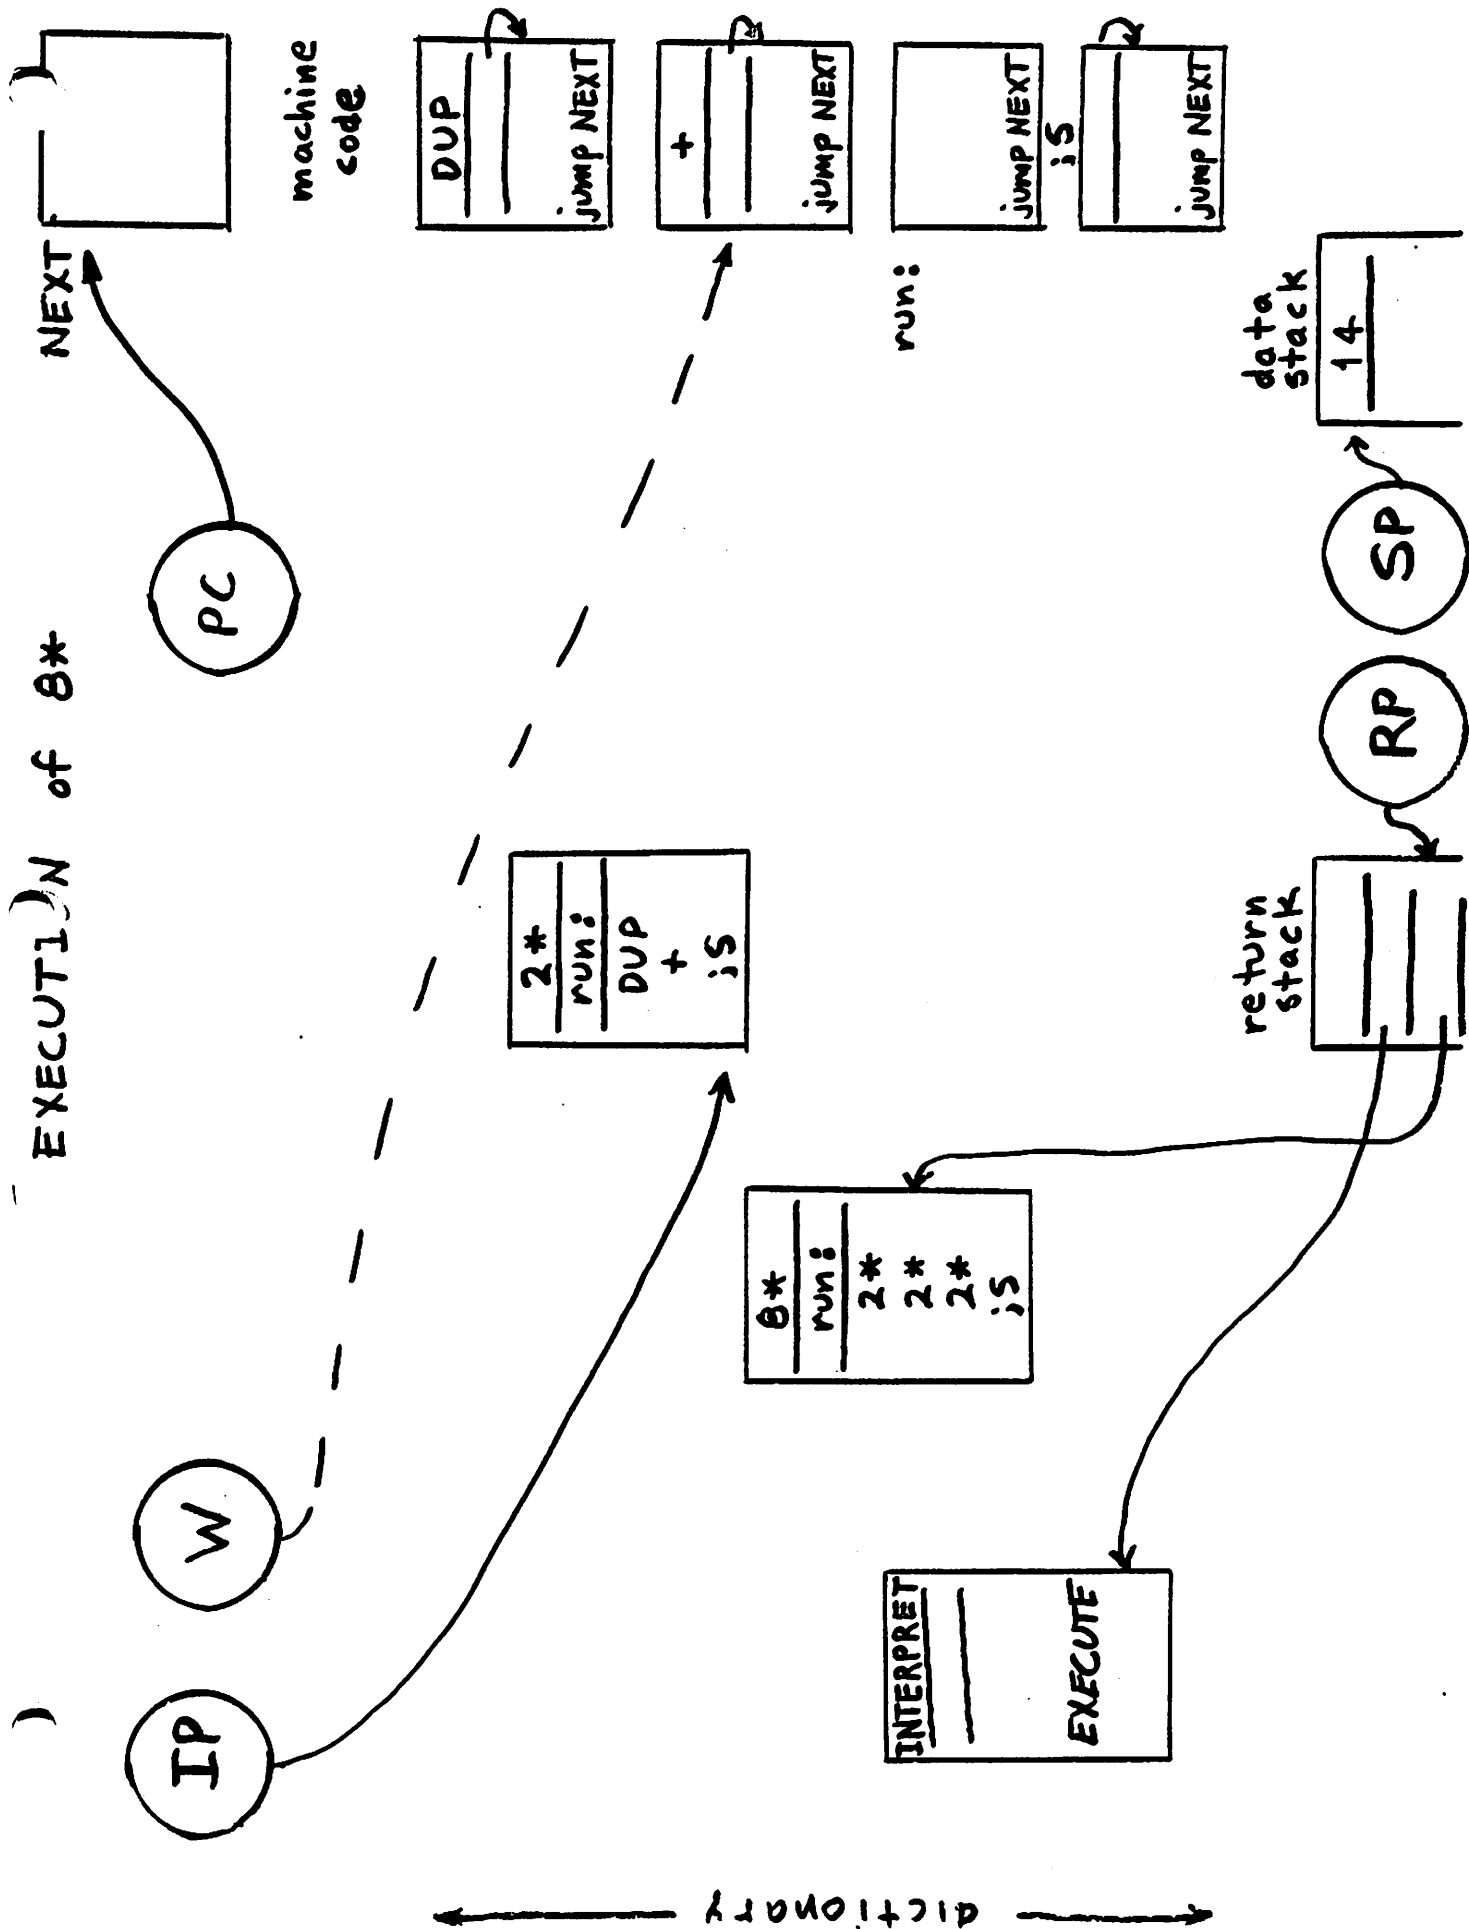 EXECUTION of 8*
NEXT
IP
W
PC
machine
code
dictionary
INTERPRET
EXECUTE
8*
run:
2*
2*
2*
;S
2*
run:
DUP
+
;S
DUP
jump NEXT
+
jump NEXT
run:
jump NEXT
;S
jump NEXT
return
stack
RP
SP
data
stack
14